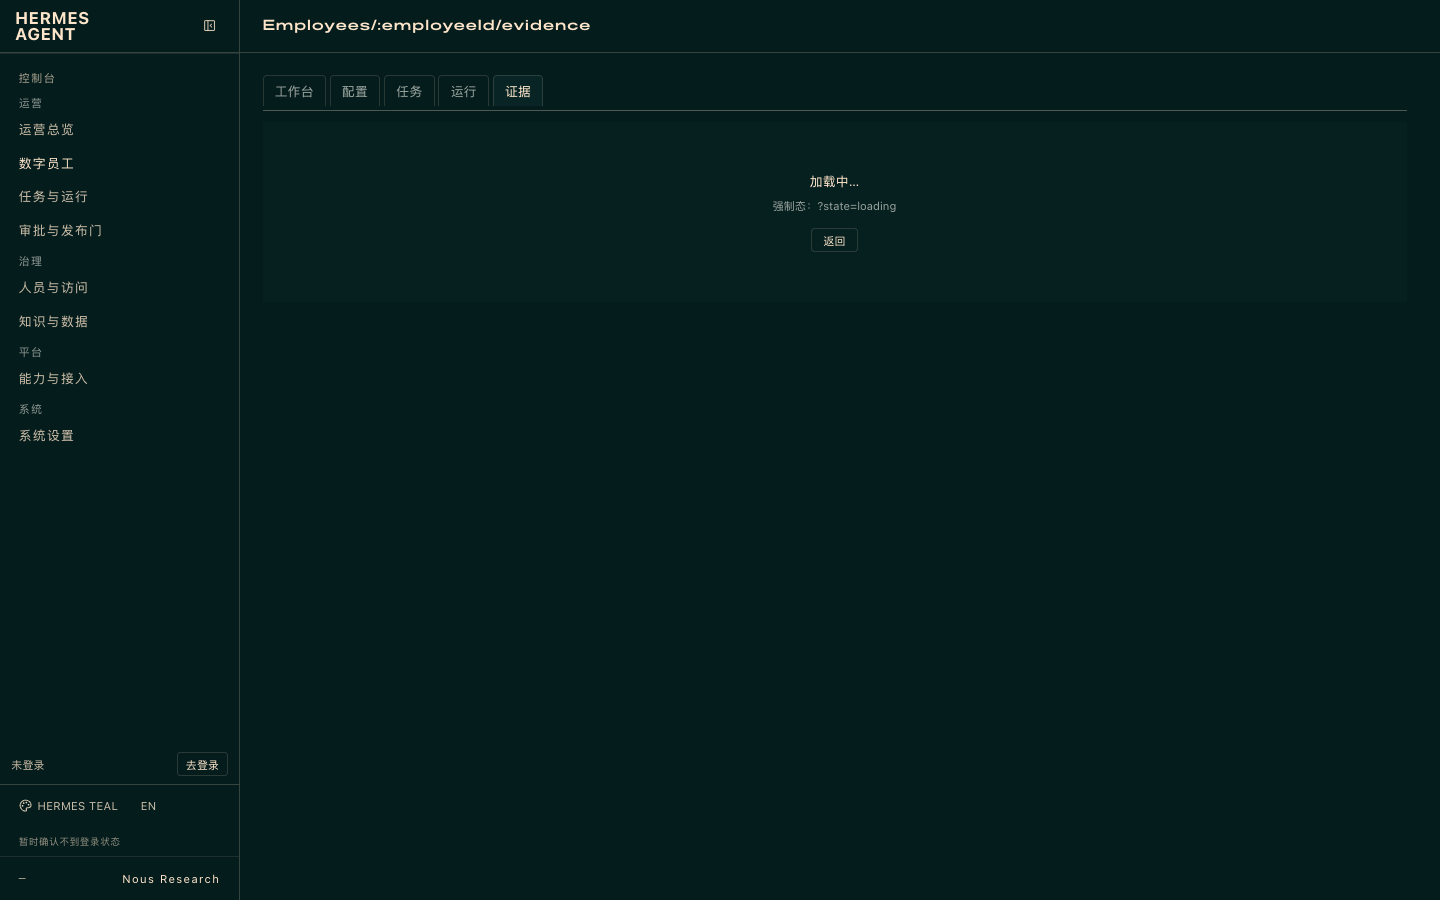 HERMES
AGENT
Employees/:employeeId/evidence
控制台
运营
运营总览
数字员工
任务与运行
审批与发布门
治理
人员与访问
知识与数据
平台
能力与接入
系统
系统设置
工作台
配置
任务
运行
证据
加载中…
强制态：?state=loading
返回
未登录
去登录
HERMES TEAL
EN
暂时确认不到登录状态
—
Nous Research